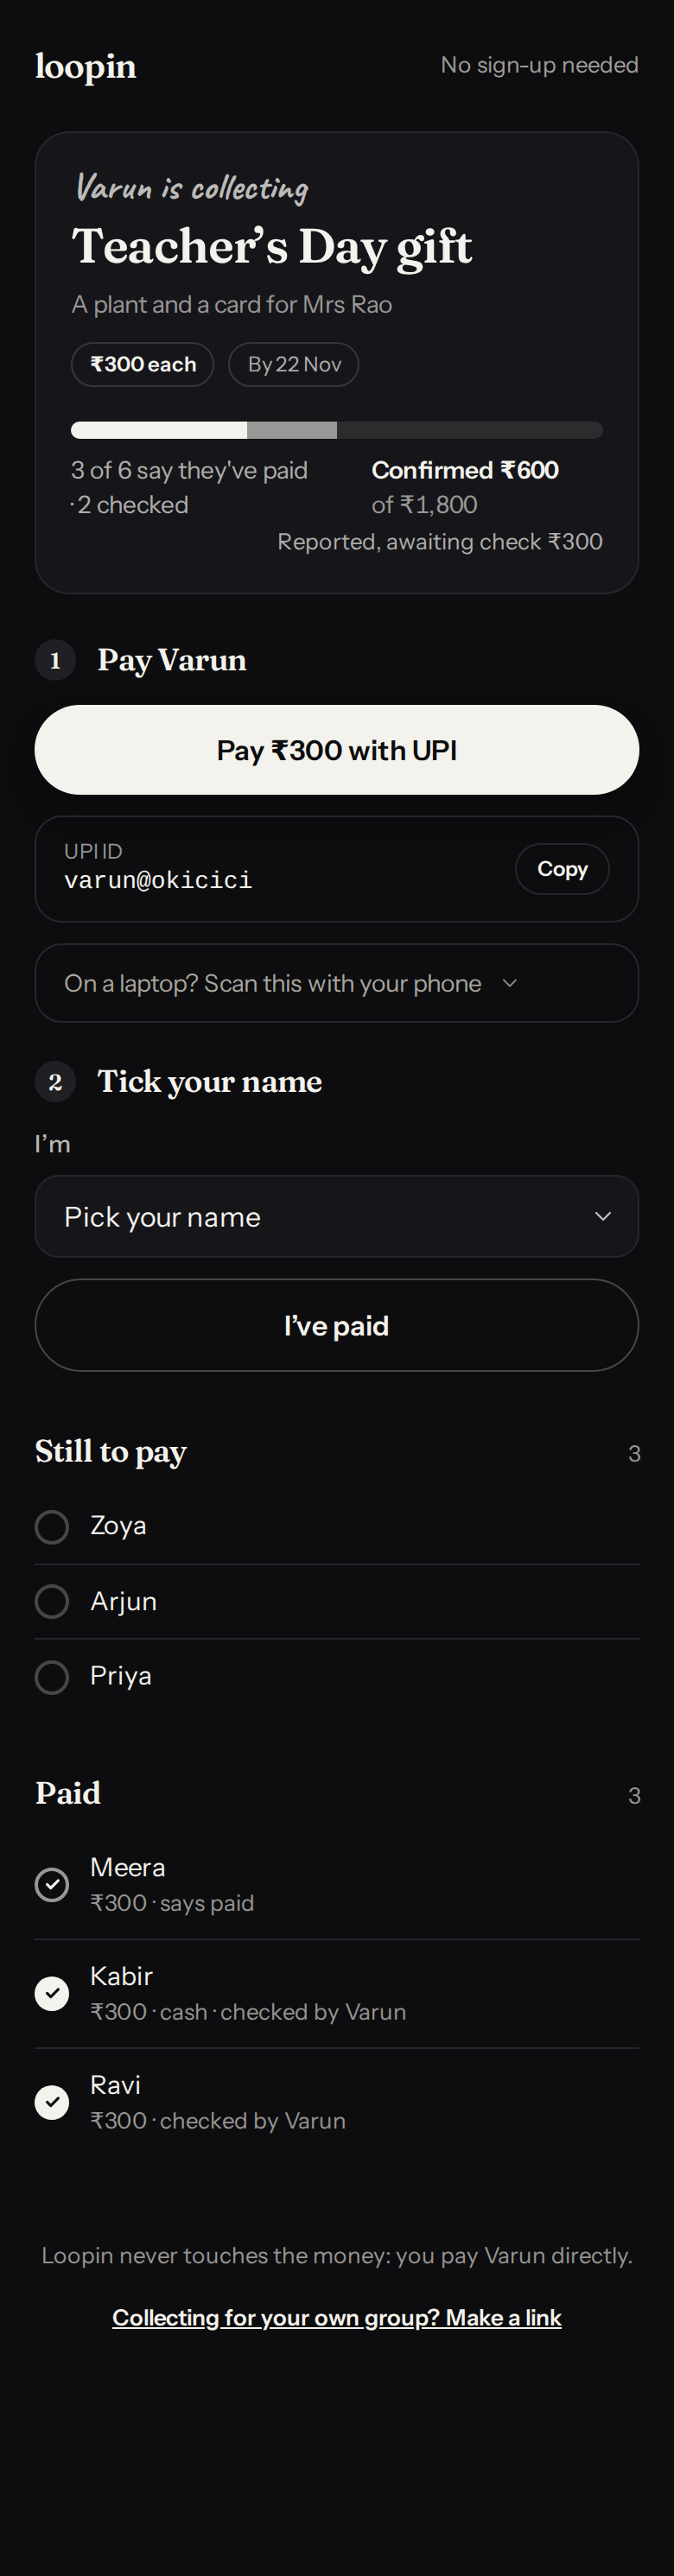 loopin
No sign-up needed
Varun is collecting
Teacher’s Day gift
A plant and a card for Mrs Rao
₹300 each
By 22 Nov
3 of 6 say they've paid
· 2 checked
Confirmed ₹600
of ₹1,800
Reported, awaiting check ₹300
1 Pay Varun
Pay ₹300 with UPI
UPI ID
varun@okicici
Copy
On a laptop? Scan this with your phone
2 Tick your name
I’m
Pick your name
I’ve paid
Still to pay
3
Zoya
Arjun
Priya
Paid
3
Meera
₹300 · says paid
Kabir
₹300 · cash · checked by Varun
Ravi
₹300 · checked by Varun
Loopin never touches the money: you pay Varun directly.
Collecting for your own group? Make a link